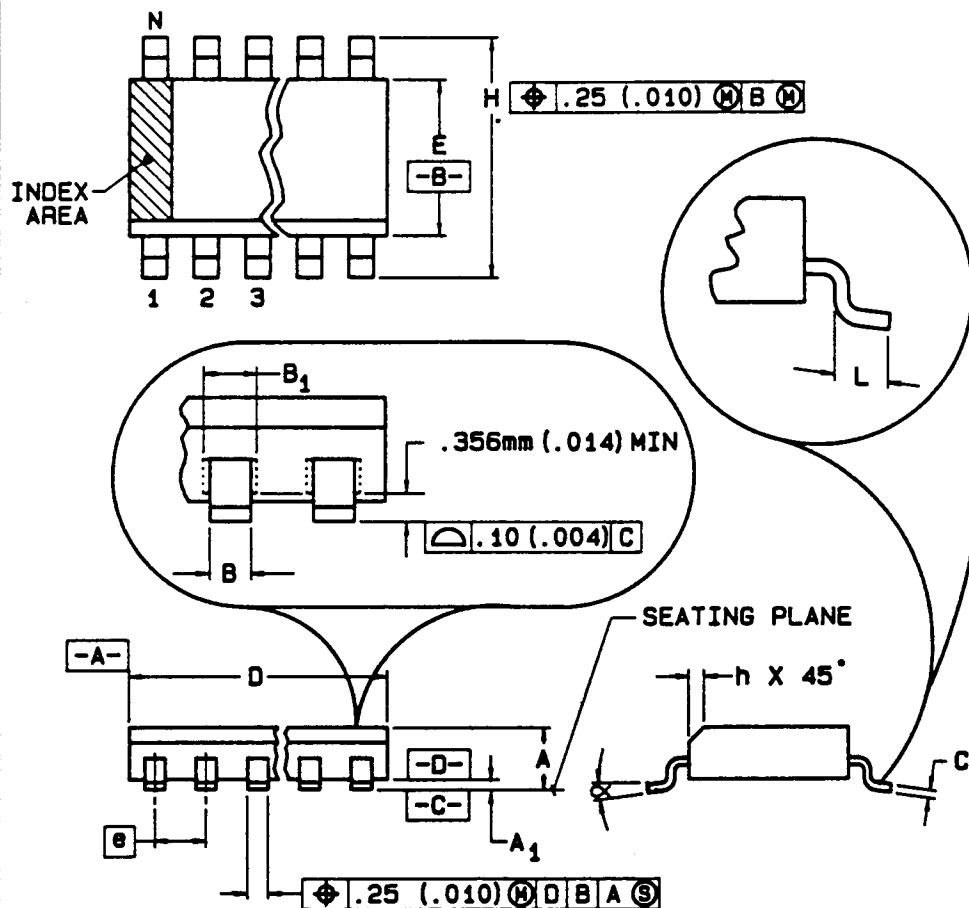 N
H
⌖ .25 (.010) Ⓜ B Ⓜ
E
-B-
INDEX
AREA
1 2 3
L
B₁
.356mm (.014) MIN
⌓ .10 (.004) C
B
SEATING PLANE
-A-
D
h X 45°
A
-D-
-C-
α
C
e
A₁
⌖ .25 (.010) Ⓜ D B A Ⓢ